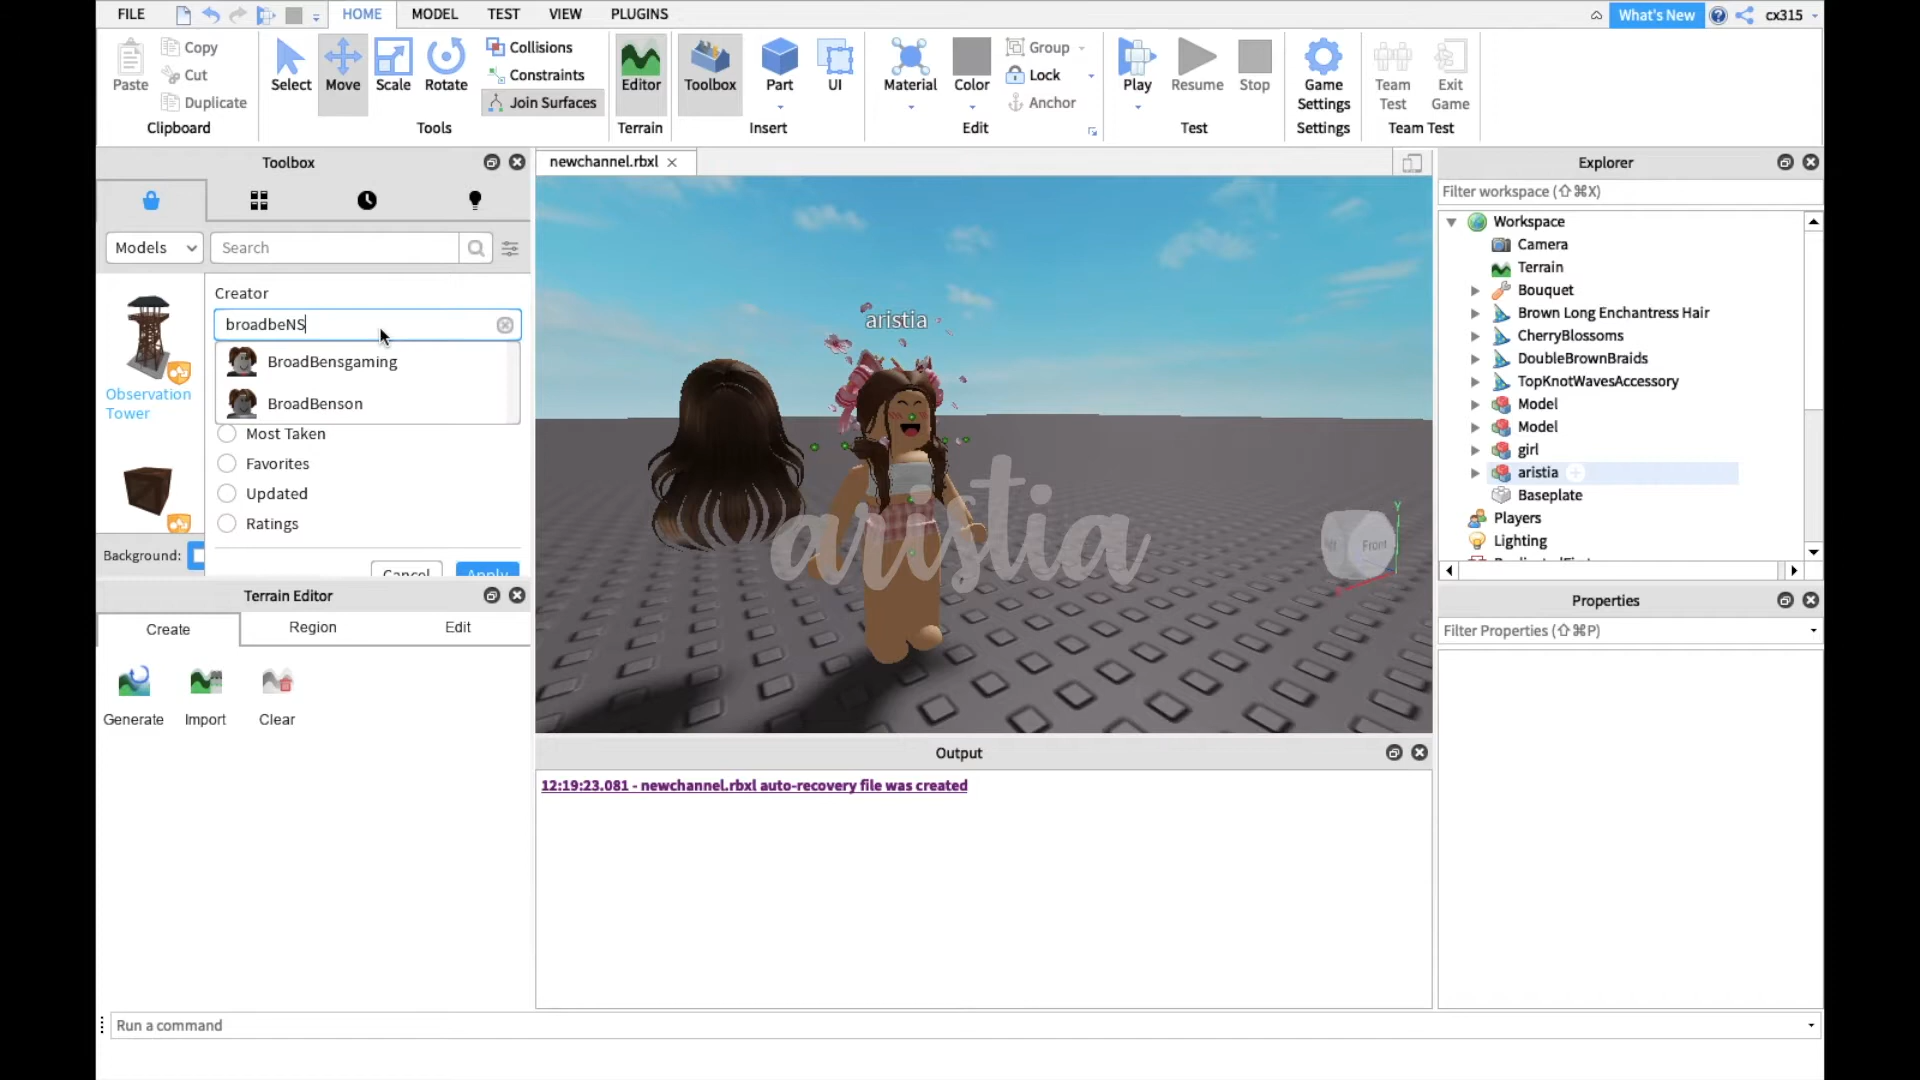 FILE
HOME
MODEL
TEST
VIEW
PLUGINS
What's New
cx315
Paste
Copy
Cut
Duplicate
Clipboard
Select
Move
Scale
Rotate
Collisions
Constraints
Join Surfaces
Tools
Editor
Terrain
Toolbox
Part
UI
Insert
Material
Color
Group
Lock
Anchor
Edit
Play
Resume
Stop
Test
Game
Settings
Settings
Team
Test
Exit
Game
Team Test
Toolbox
Models
Search
Creator
broadbeNS
BroadBensgaming
BroadBenson
Most Taken
Favorites
Updated
Ratings
Cancel
Apply
Observation
Tower
Background:
Terrain Editor
Create
Region
Edit
Generate
Import
Clear
newchannel.rbxl
aristia
aristia
Front
Y
Output
12:19:23.081 - newchannel.rbxl auto-recovery file was created
Explorer
Filter workspace (⇧⌘X)
Workspace
Camera
Terrain
Bouquet
Brown Long Enchantress Hair
CherryBlossoms
DoubleBrownBraids
TopKnotWavesAccessory
Model
Model
girl
aristia
Baseplate
Players
Lighting
Properties
Filter Properties (⇧⌘P)
Run a command